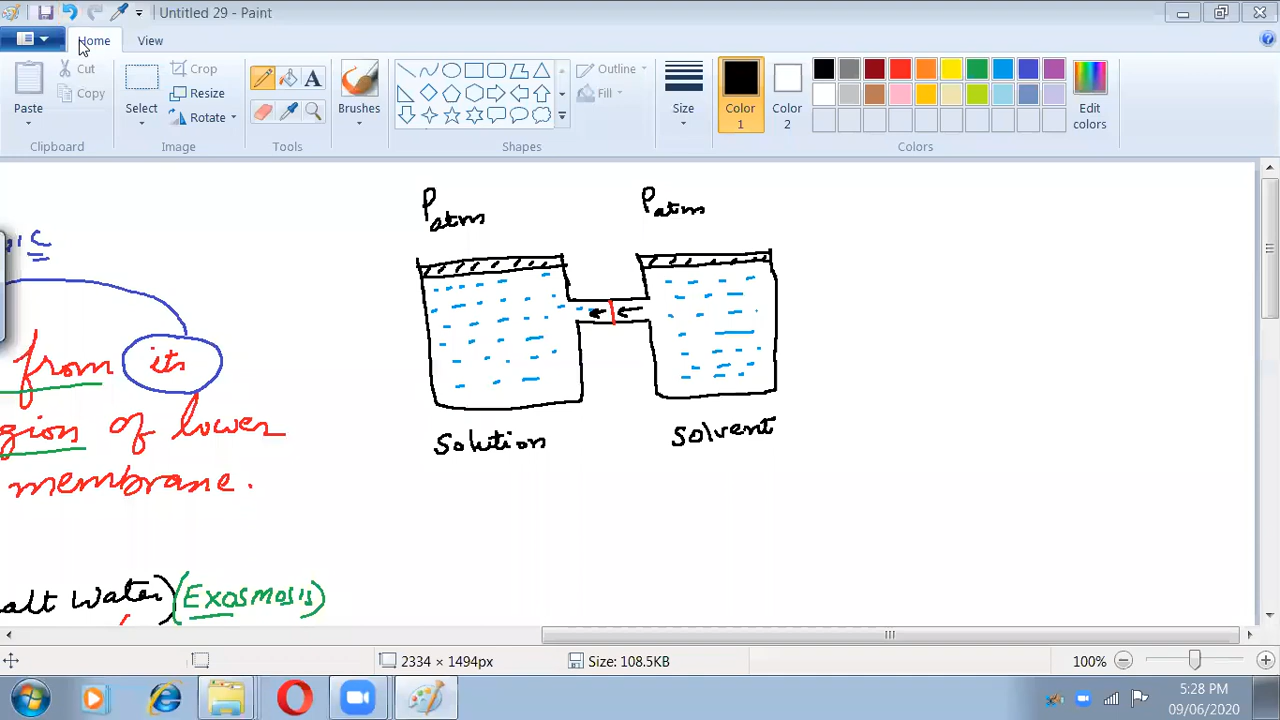 Untitled 29 - Paint
Home
View
Paste
Cut
Copy
Clipboard
Select
Crop
Resize
Rotate
Image
Tools
Brushes
Shapes
Outline
Fill
Size
Color
1
Color
2
Edit
colors
Colors
Patm
Patm
ic
from its
gion of lower
membrane.
Solution
Solvent
alt water) (Exosmosis)
2334 × 1494px
Size: 108.5KB
100%
5:28 PM
09/06/2020